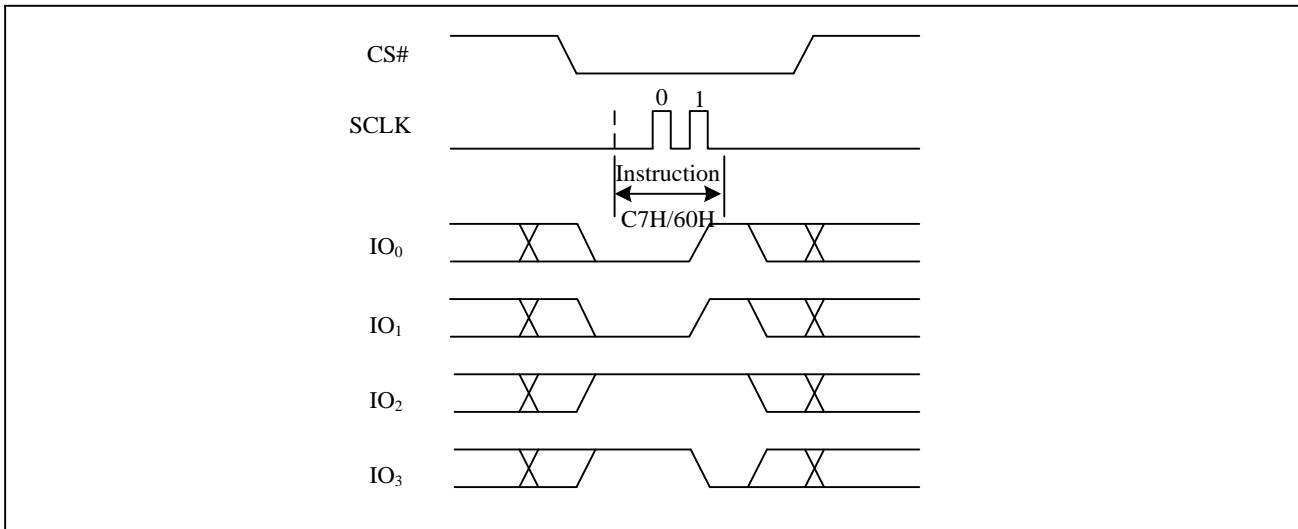 CS#
0 1
SCLK
Instruction
C7H/60H
IO₀
IO₁
IO₂
IO₃